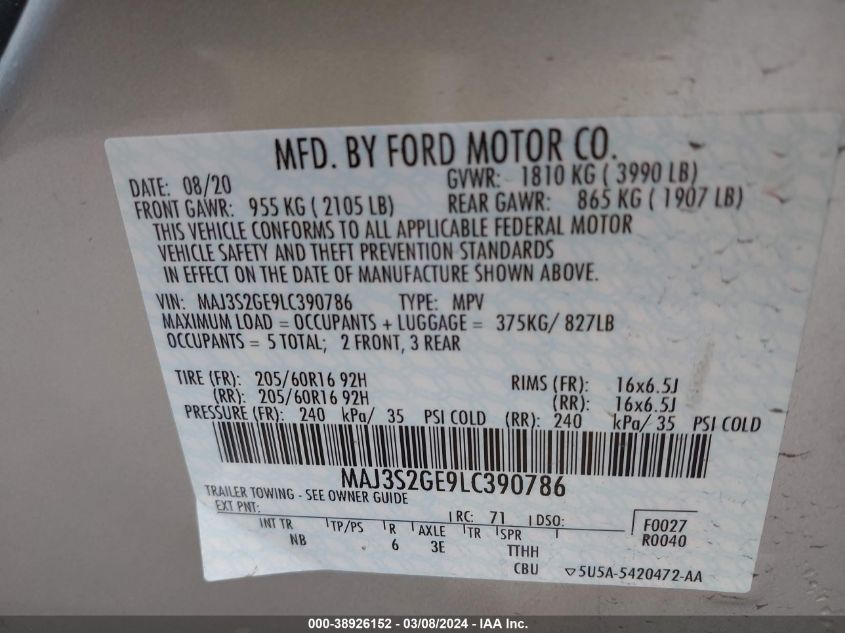 MFD. BY FORD MOTOR CO.
DATE: 08/20 GVWR: 1810 KG ( 3990 LB)
FRONT GAWR: 955 KG ( 2105 LB) REAR GAWR: 865 KG ( 1907 LB)
THIS VEHICLE CONFORMS TO ALL APPLICABLE FEDERAL MOTOR
VEHICLE SAFETY AND THEFT PREVENTION STANDARDS
IN EFFECT ON THE DATE OF MANUFACTURE SHOWN ABOVE.
VIN: MAJ3S2GE9LC390786 TYPE: MPV
MAXIMUM LOAD = OCCUPANTS + LUGGAGE = 375KG/ 827LB
OCCUPANTS = 5 TOTAL; 2 FRONT, 3 REAR
TIRE (FR): 205/60R16 92H RIMS (FR): 16x6.5J
(RR): 205/60R16 92H (RR): 16x6.5J
PRESSURE (FR): 240 kPa/ 35 PSI COLD (RR): 240 kPa/ 35 PSI COLD
MAJ3S2GE9LC390786
TRAILER TOWING - SEE OWNER GUIDE
EXT PNT: RC: 71 DSO: F0027
INT TR TP/PS R AXLE TR SPR R0040
NB 6 3E TTHH
CBU ▽5U5A-5420472-AA
000-38926152 — 03/08/2024 — IAA Inc.